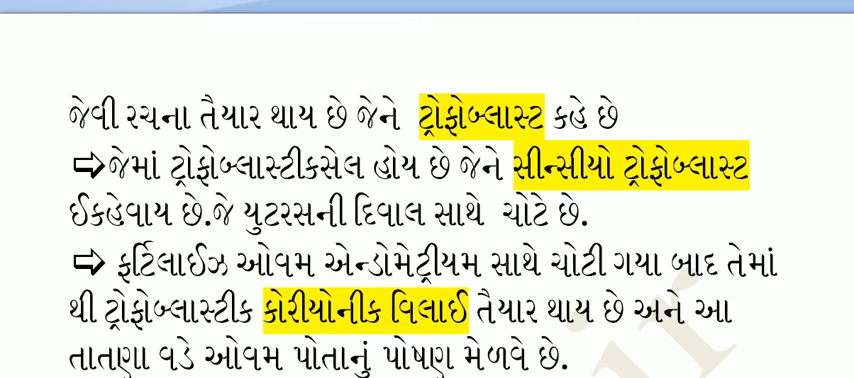 જેવી રચના તૈયાર થાય છે જેને ટ્રોફોબ્લાસ્ટ કહે છે
⇨જેમાં ટ્રોફોબ્લાસ્ટીકસેલ હોય છે જેને સીન્સીયો ટ્રોફોબ્લાસ્ટ
ઈકહેવાય છે.જે યુટરસની દિવાલ સાથે ચોટે છે.
⇨ ફર્ટિલાઈઝ ઓવમ એન્ડોમેટ્રીયમ સાથે ચોટી ગયા બાદ તેમાં
થી ટ્રોફોબ્લાસ્ટીક કોરીયોનીક વિલાઈ તૈયાર થાય છે અને આ
તાતણા વડે ઓવમ પોતાનું પોષણ મેળવે છે.